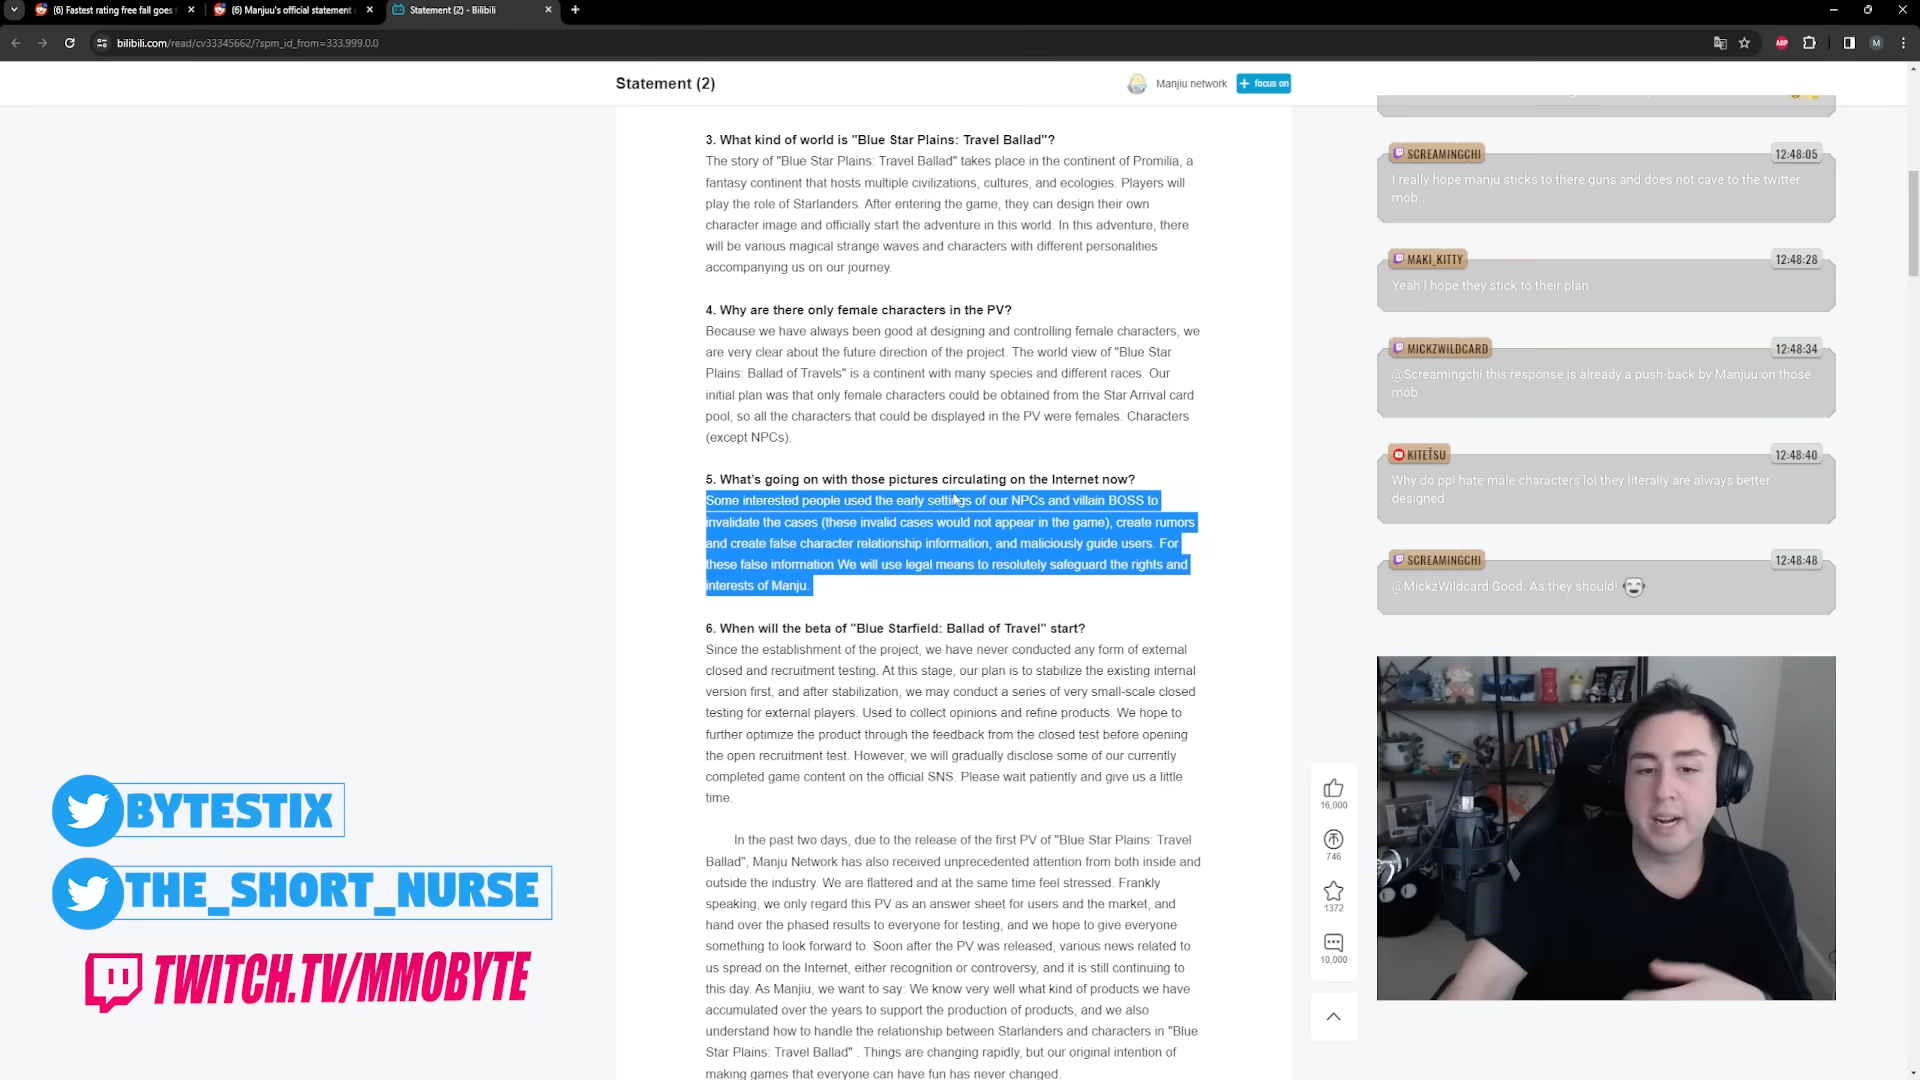 (6) Fastest rating free fall goes
(6) Manjuu's official statement
Statement (2) - Bilibili
bilibili.com/read/cv33345662/?spm_id_from=333.999.0.0
ABP
M
Statement (2)
Manjiu network
+ focus on
3. What kind of world is "Blue Star Plains: Travel Ballad"?
The story of "Blue Star Plains: Travel Ballad" takes place in the continent of Promilia, a
fantasy continent that hosts multiple civilizations, cultures, and ecologies. Players will
play the role of Starlanders. After entering the game, they can design their own
character image and officially start the adventure in this world. In this adventure, there
will be various magical strange waves and characters with different personalities
accompanying us on our journey.
4. Why are there only female characters in the PV?
Because we have always been good at designing and controlling female characters, we
are very clear about the future direction of the project. The world view of "Blue Star
Plains: Ballad of Travels" is a continent with many species and different races. Our
initial plan was that only female characters could be obtained from the Star Arrival card
pool, so all the characters that could be displayed in the PV were females. Characters
(except NPCs).
5. What's going on with those pictures circulating on the Internet now?
Some interested people used the early settings of our NPCs and villain BOSS to
invalidate the cases (these invalid cases would not appear in the game), create rumors
and create false character relationship information, and maliciously guide users. For
these false information We will use legal means to resolutely safeguard the rights and
interests of Manju.
6. When will the beta of "Blue Starfield: Ballad of Travel" start?
Since the establishment of the project, we have never conducted any form of external
closed and recruitment testing. At this stage, our plan is to stabilize the existing internal
version first, and after stabilization, we may conduct a series of very small-scale closed
testing for external players. Used to collect opinions and refine products. We hope to
further optimize the product through the feedback from the closed test before opening
the open recruitment test. However, we will gradually disclose some of our currently
completed game content on the official SNS. Please wait patiently and give us a little
time.
In the past two days, due to the release of the first PV of "Blue Star Plains: Travel
Ballad", Manju Network has also received unprecedented attention from both inside and
outside the industry. We are flattered and at the same time feel stressed. Frankly
speaking, we only regard this PV as an answer sheet for users and the market, and
hand over the phased results to everyone for testing, and we hope to give everyone
something to look forward to. Soon after the PV was released, various news related to
us spread on the Internet, either recognition or controversy, and it is still continuing to
this day. As Manjiu, we want to say: We know very well what kind of products we have
accumulated over the years to support the production of products, and we also
understand how to handle the relationship between Starlanders and characters in "Blue
Star Plains: Travel Ballad" . Things are changing rapidly, but our original intention of
making games that everyone can have fun has never changed.
16,000
746
1372
10,000
SCREAMINGCHI
12:48:05
I really hope manju sticks to there guns and does not cave to the twitter
mob...
MAKI_KITTY
12:48:28
Yeah I hope they stick to their plan
MICKZWILDCARD
12:48:34
@Screamingchi this response is already a push-back by Manjuu on those
mob
KITETSU
12:48:40
Why do ppl hate male characters lol they literally are always better
designed
SCREAMINGCHI
12:48:48
@MickzWildcard Good. As they should!
BYTESTIX
THE_SHORT_NURSE
TWITCH.TV/MMOBYTE